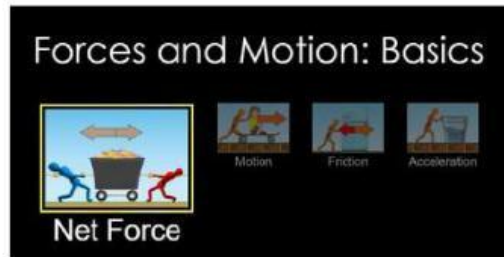 Forces and Motion: Basics
Motion
Friction
Acceleration
Net Force